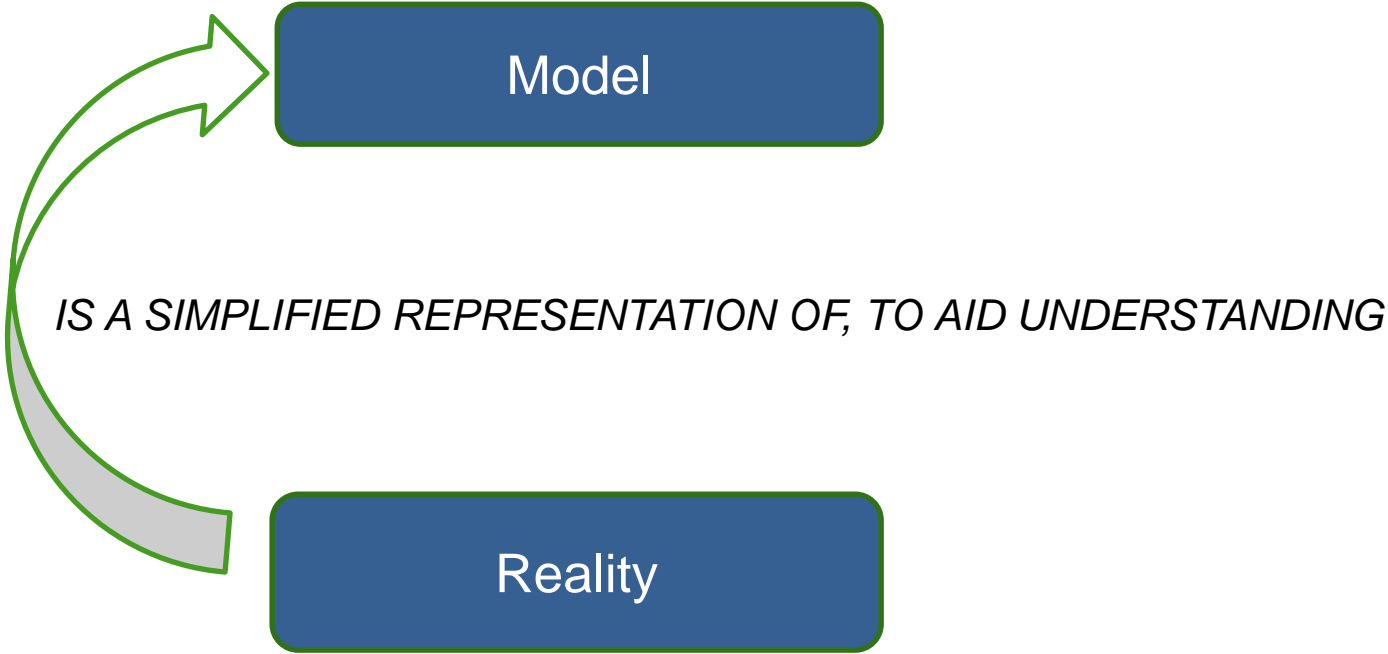 Model
IS A SIMPLIFIED REPRESENTATION OF, TO AID UNDERSTANDING
Reality